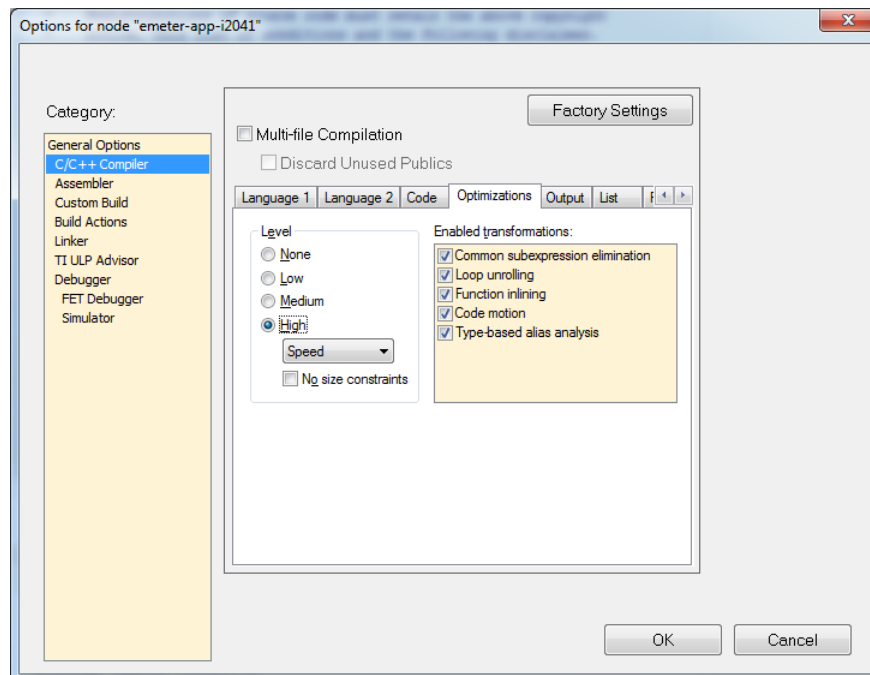 Options for node "emeter-app-i2041"
Category:
General Options
C/C++ Compiler
Assembler
Custom Build
Build Actions
Linker
TI ULP Advisor
Debugger
FET Debugger
Simulator
Factory Settings
Multi-file Compilation
Discard Unused Publics
Language 1 Language 2 Code Optimizations Output List
Level
None
Low
Medium
High
Speed
No size constraints
Enabled transformations:
Common subexpression elimination
Loop unrolling
Function inlining
Code motion
Type-based alias analysis
OK Cancel